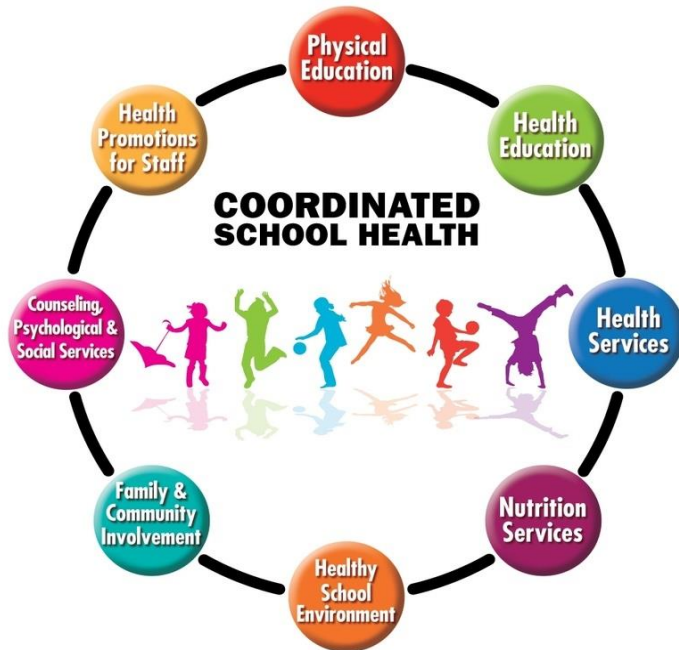 COORDINATED
SCHOOL HEALTH
Physical
Education
Health
Education
Health
Services
Nutrition
Services
Healthy
School
Environment
Family &
Community
Involvement
Counseling,
Psychological &
Social Services
Health
Promotions
for Staff